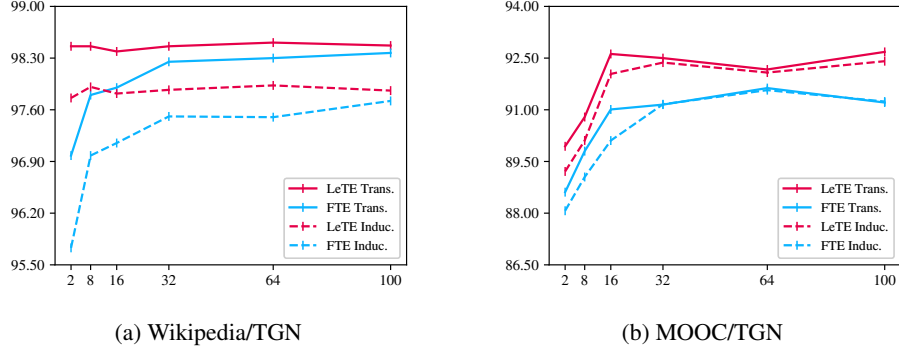 99.00
98.30
97.60
96.90
96.20
95.50
2 8 16 32 64 100
LeTE Trans.
FTE Trans.
LeTE Induc.
FTE Induc.
(a) Wikipedia/TGN
94.00
92.50
91.00
89.50
88.00
86.50
2 8 16 32 64 100
LeTE Trans.
FTE Trans.
LeTE Induc.
FTE Induc.
(b) MOOC/TGN